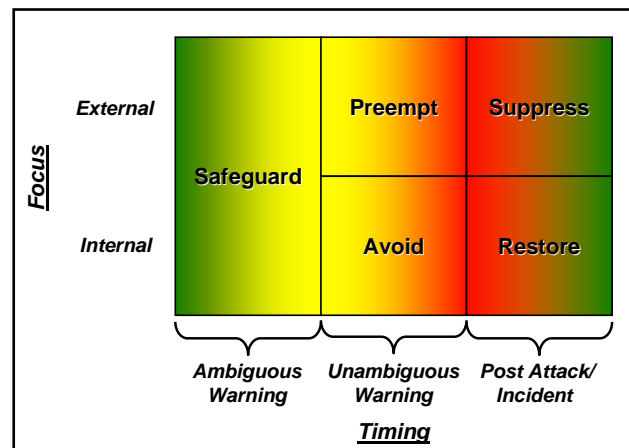 Focus
External
Internal
Safeguard
Preempt
Suppress
Avoid
Restore
Ambiguous
Warning
Unambiguous
Warning
Post Attack/
Incident
Timing